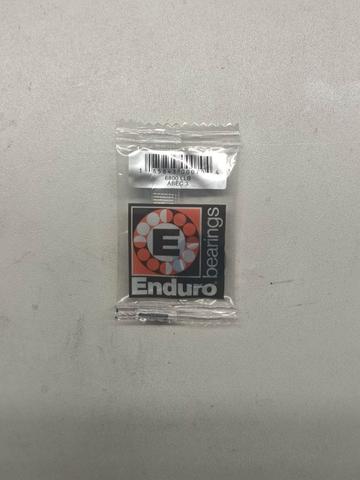 6800 LLB
ABEC 3
E
Enduro
bearings